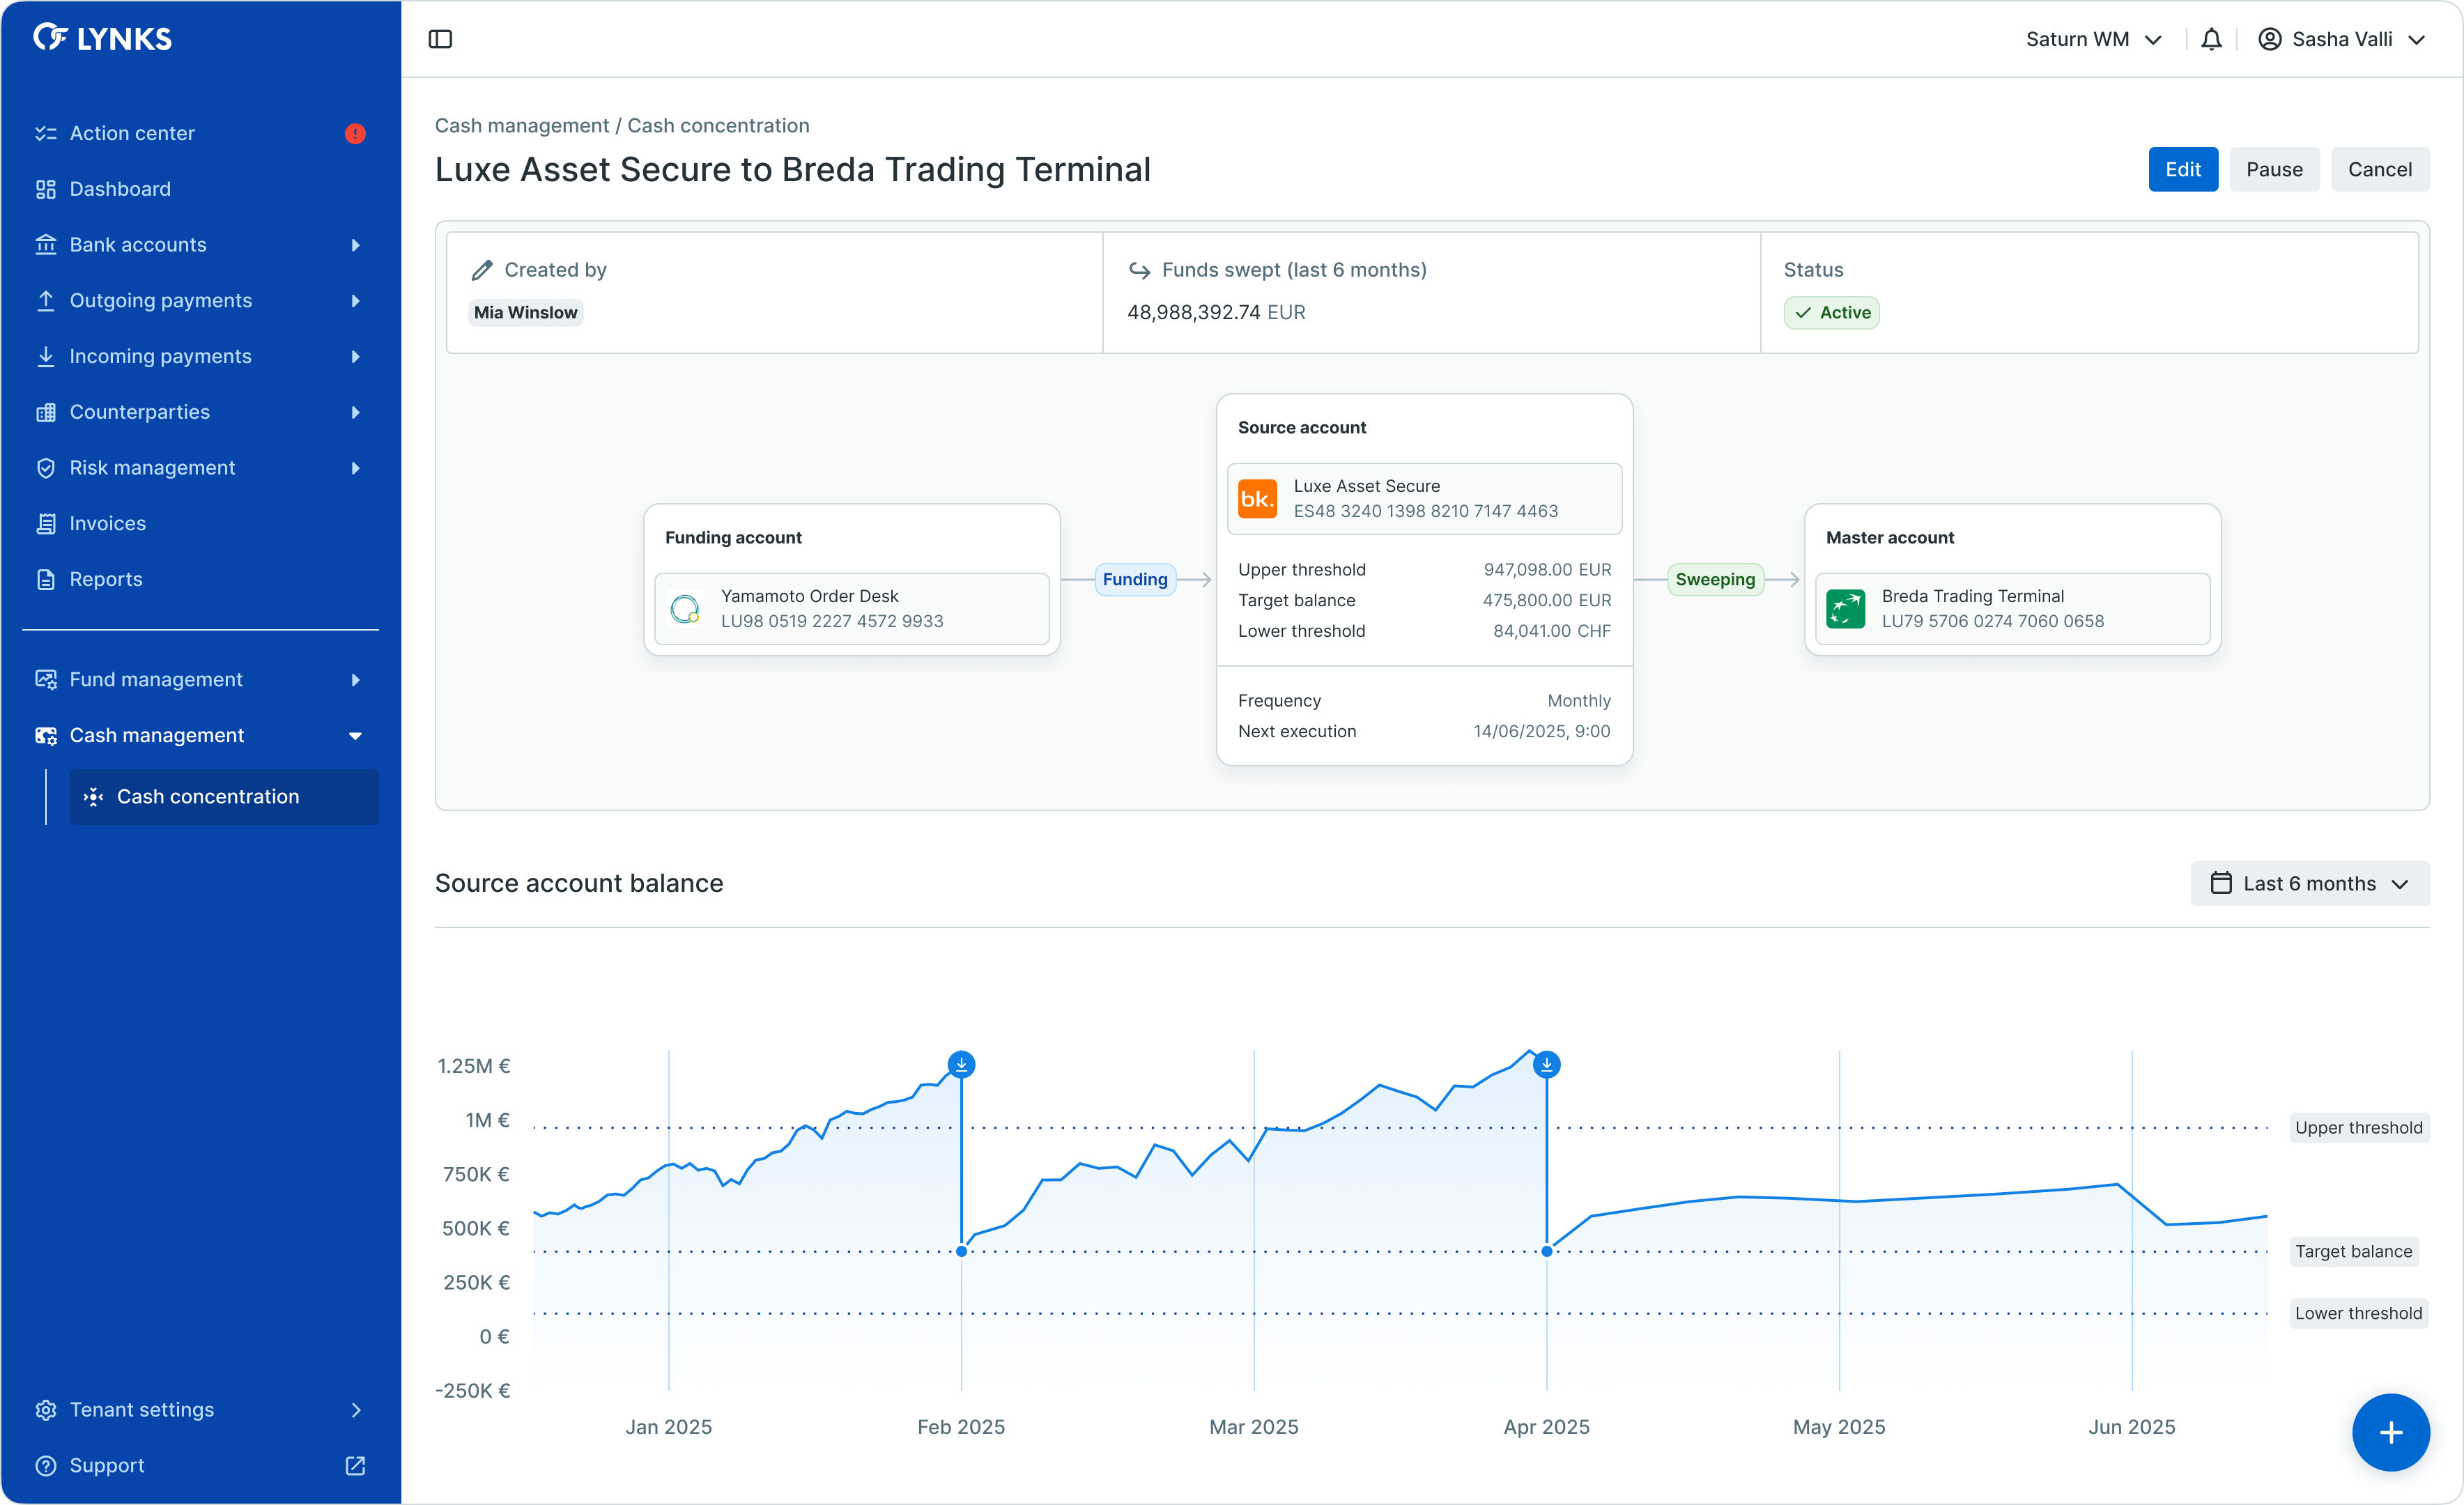 LYNKS
Saturn WM
Sasha Valli
Action center
Dashboard
Bank accounts
Outgoing payments
Incoming payments
Counterparties
Risk management
Invoices
Reports
Fund management
Cash management
Cash concentration
Tenant settings
Support
Cash management / Cash concentration
Luxe Asset Secure to Breda Trading Terminal
Edit
Pause
Cancel
Created by
Mia Winslow
Funds swept (last 6 months)
48,988,392.74 EUR
Status
Active
Funding account
Yamamoto Order Desk
LU98 0519 2227 4572 9933
Funding
Source account
bk.
Luxe Asset Secure
ES48 3240 1398 8210 7147 4463
Upper threshold 947,098.00 EUR
Target balance 475,800.00 EUR
Lower threshold 84,041.00 CHF
Frequency Monthly
Next execution 14/06/2025, 9:00
Sweeping
Master account
Breda Trading Terminal
LU79 5706 0274 7060 0658
Source account balance
Last 6 months
1.25M €
1M €
750K €
500K €
250K €
0 €
-250K €
Upper threshold
Target balance
Lower threshold
Jan 2025
Feb 2025
Mar 2025
Apr 2025
May 2025
Jun 2025